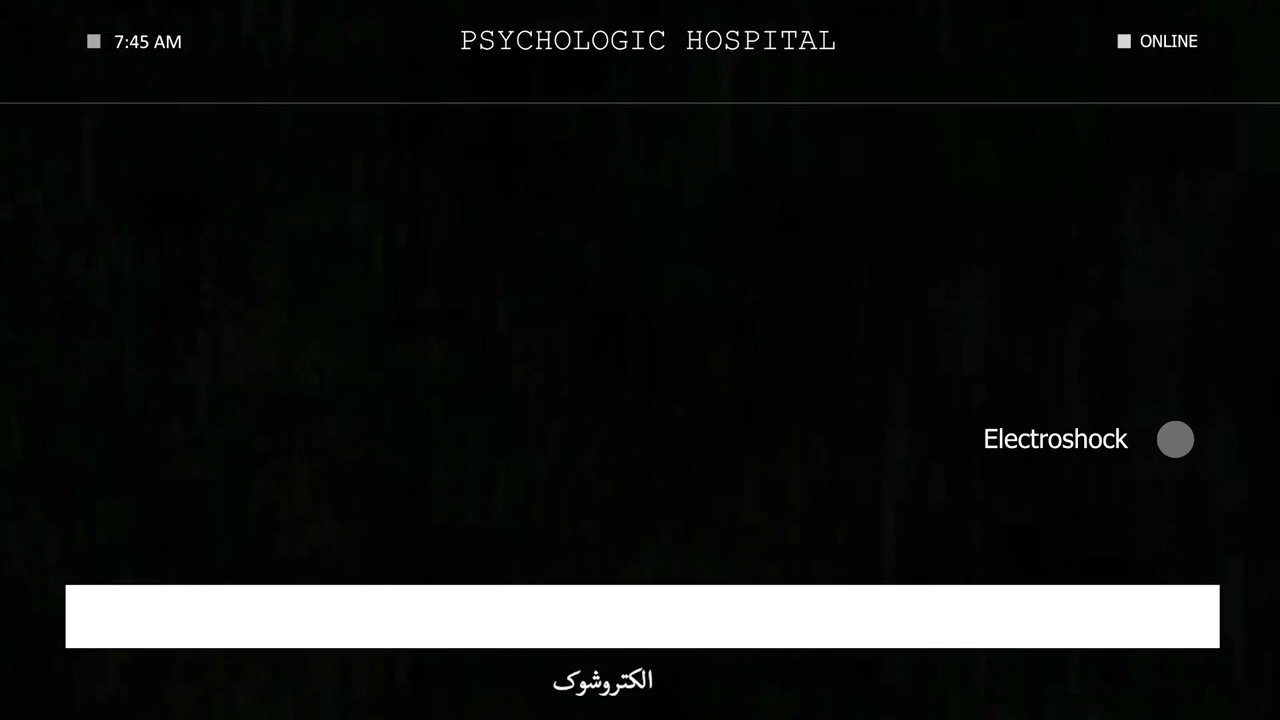 7:45 AM
PSYCHOLOGIC HOSPITAL
ONLINE
Electroshock
الکتروشوک